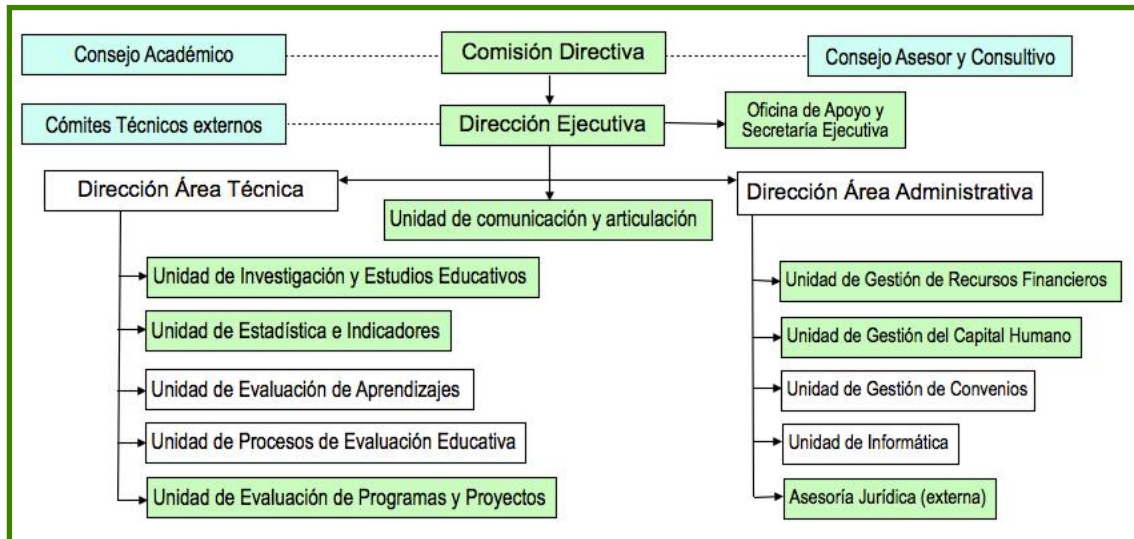 Consejo Académico
Comisión Directiva
Consejo Asesor y Consultivo
Cómites Técnicos externos
Dirección Ejecutiva
Oficina de Apoyo y
Secretaría Ejecutiva
Dirección Área Técnica
Dirección Área Administrativa
Unidad de comunicación y articulación
Unidad de Investigación y Estudios Educativos
Unidad de Estadística e Indicadores
Unidad de Evaluación de Aprendizajes
Unidad de Procesos de Evaluación Educativa
Unidad de Evaluación de Programas y Proyectos
Unidad de Gestión de Recursos Financieros
Unidad de Gestión del Capital Humano
Unidad de Gestión de Convenios
Unidad de Informática
Asesoría Jurídica (externa)